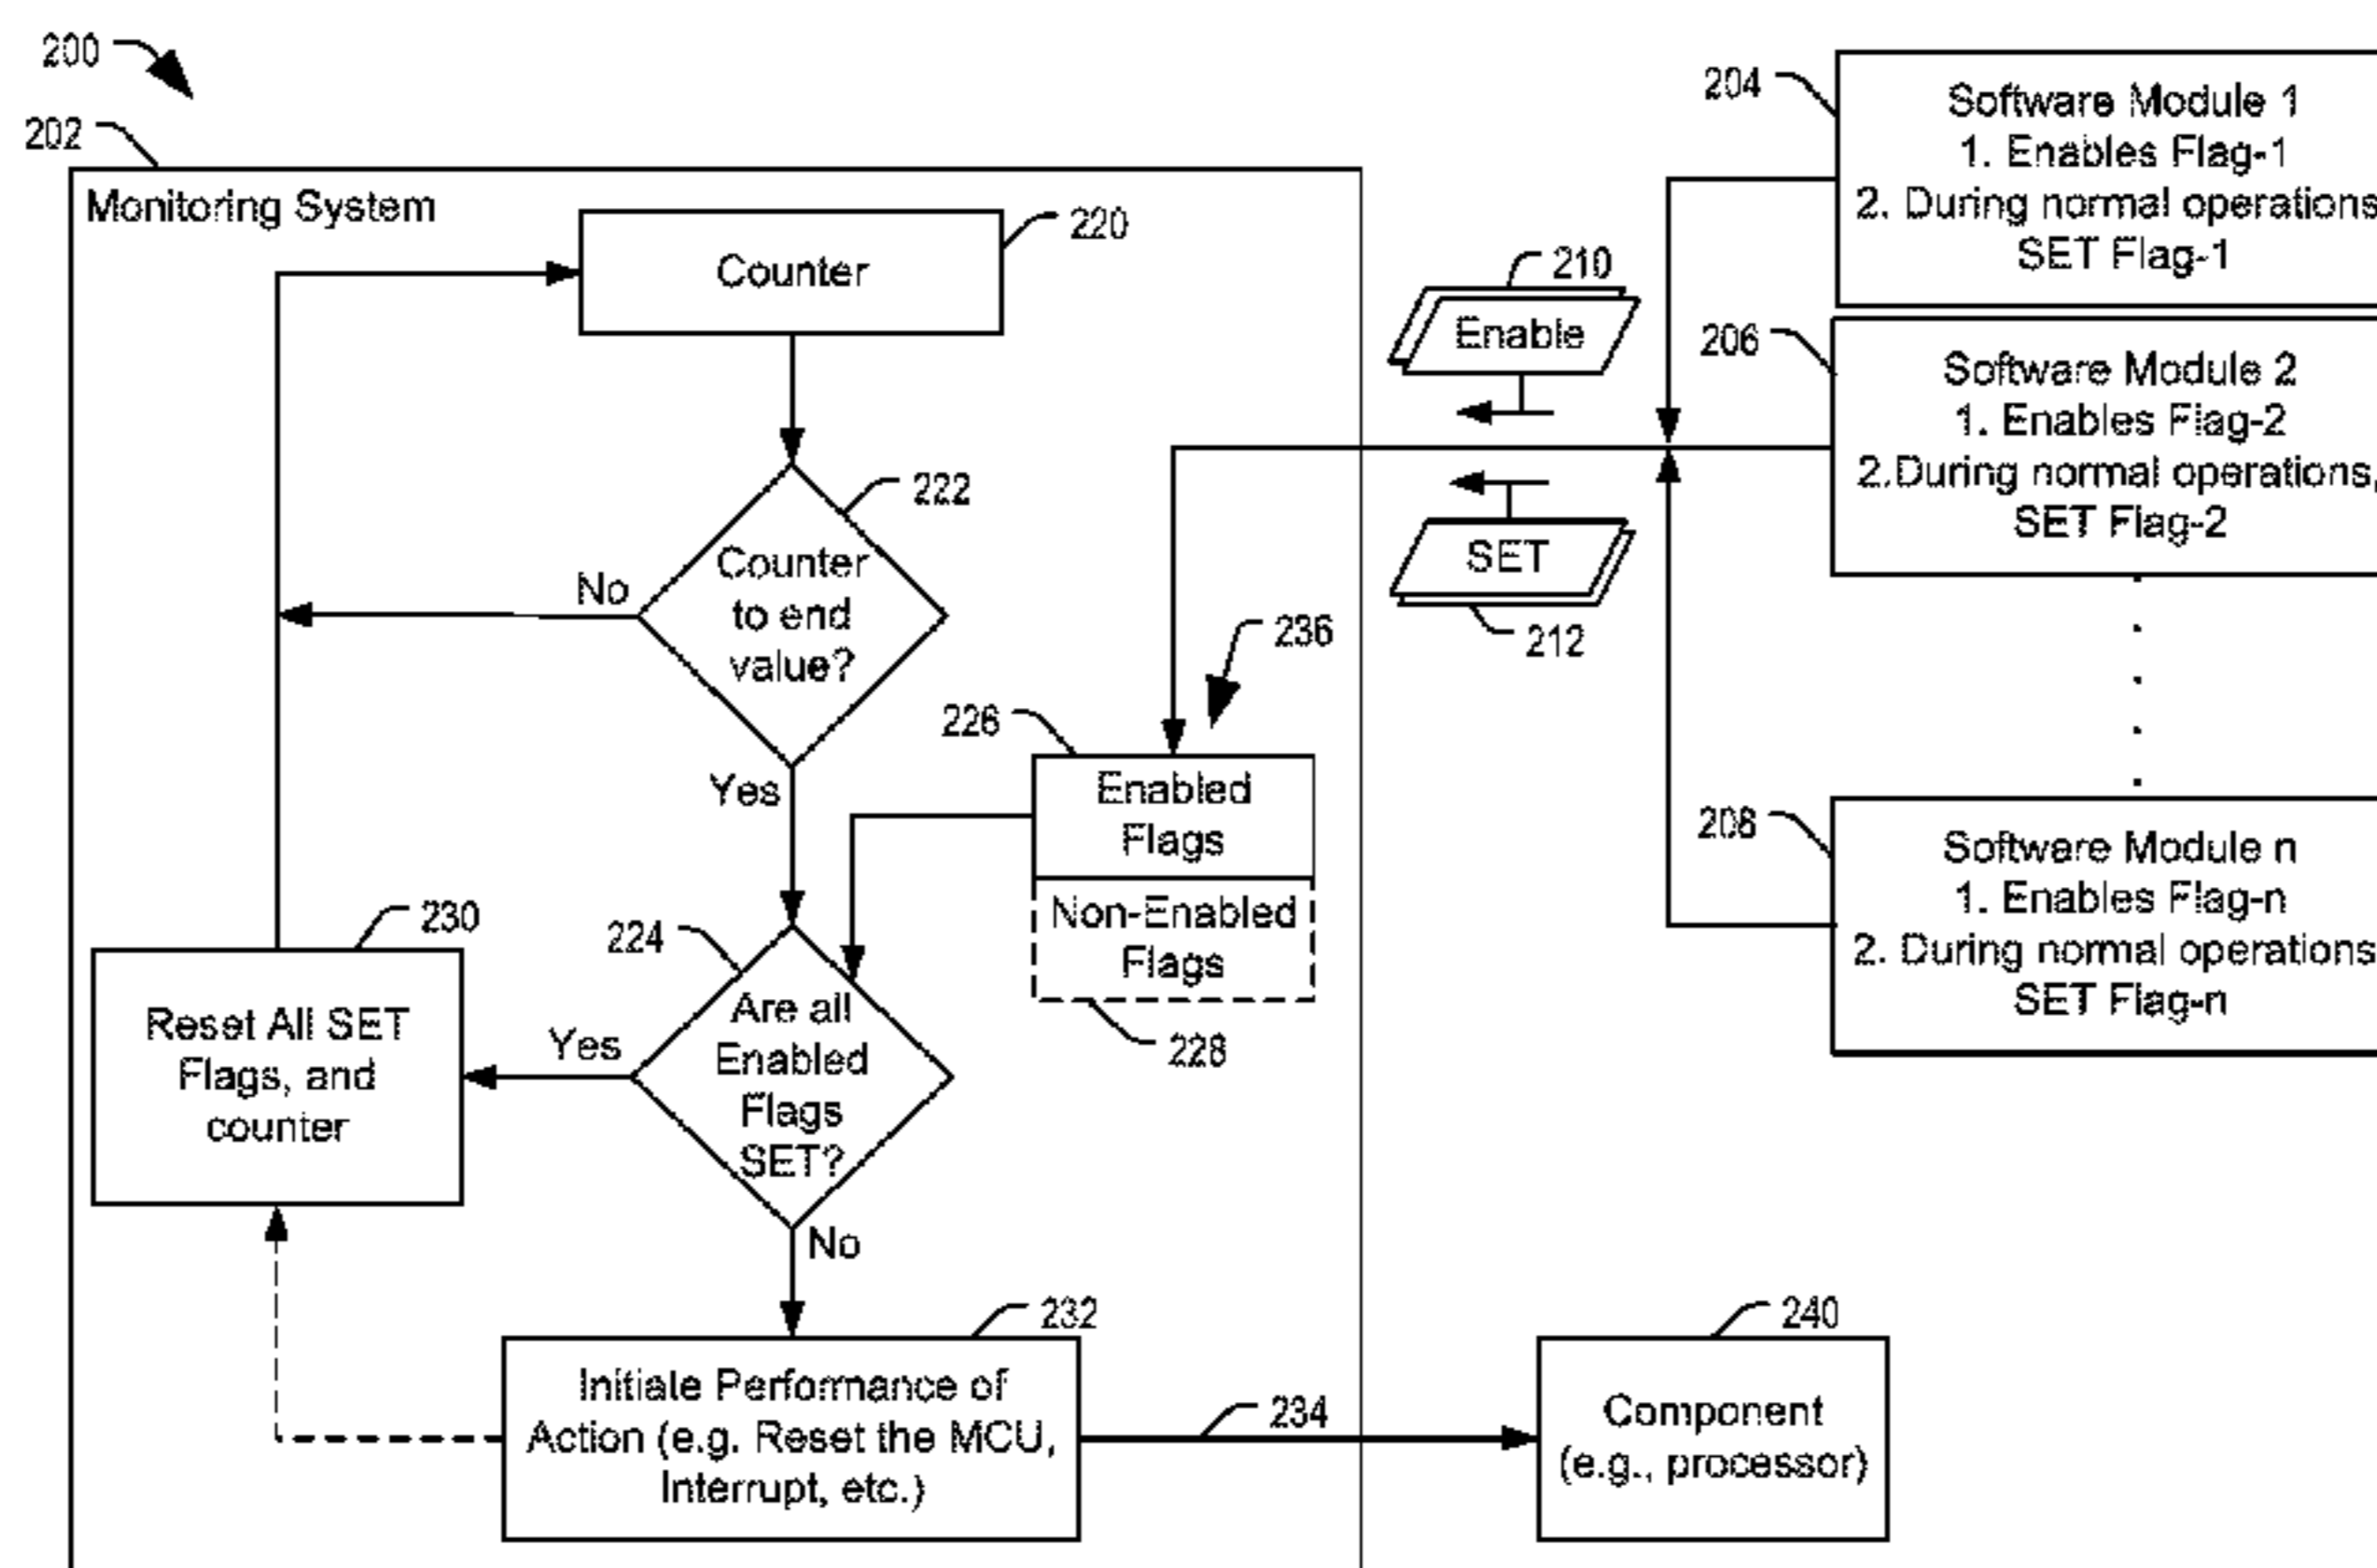 200
202
Monitoring System
Counter
220
Counter
to end
value?
222
No
Yes
226
Enabled
Flags
Non-Enabled
Flags
228
236
224
Are all
Enabled
Flags
SET?
Yes
No
230
Reset All SET
Flags, and
counter
232
Initiate Performance of
Action (e.g. Reset the MCU,
Interrupt, etc.)
234
240
Component
(e.g., processor)
210
Enable
SET
212
204
Software Module 1
1. Enables Flag-1
2. During normal operations
SET Flag-1
206
Software Module 2
1. Enables Flag-2
2.During normal operations,
SET Flag-2
208
Software Module n
1. Enables Flag-n
2. During normal operations
SET Flag-n